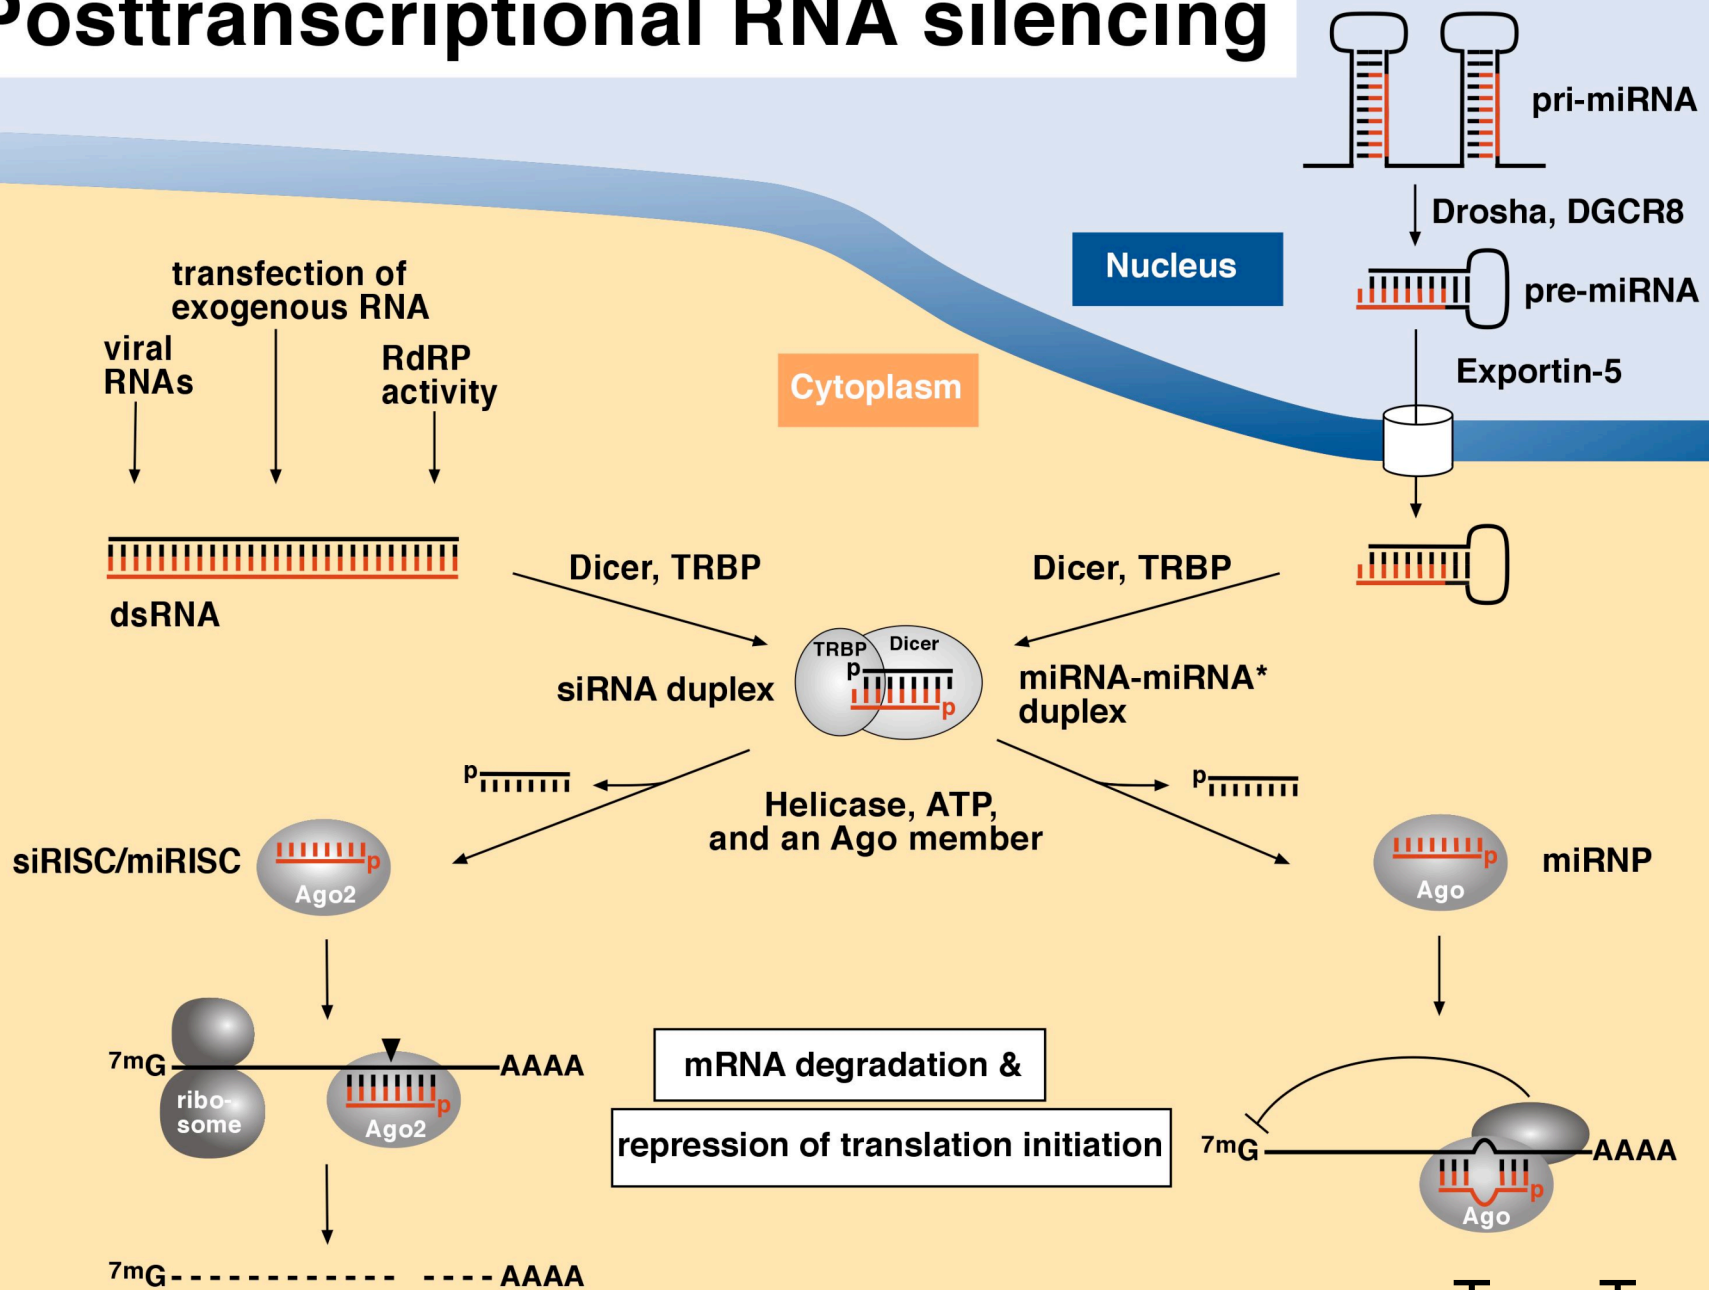 Posttranscriptional RNA silencing
pri-miRNA
Drosha, DGCR8
Nucleus
pre-miRNA
Exportin-5
transfection of
exogenous RNA
viral
RNAs
RdRP
activity
Cytoplasm
dsRNA
Dicer, TRBP
Dicer, TRBP
TRBP
Dicer
p
p
siRNA duplex
miRNA-miRNA*
duplex
p
p
Helicase, ATP,
and an Ago member
siRISC/miRISC
p
Ago2
p
Ago
miRNP
7mG
AAAA
ribo-
some
p
Ago2
mRNA degradation &
repression of translation initiation
7mG
AAAA
p
Ago
7mG
AAAA